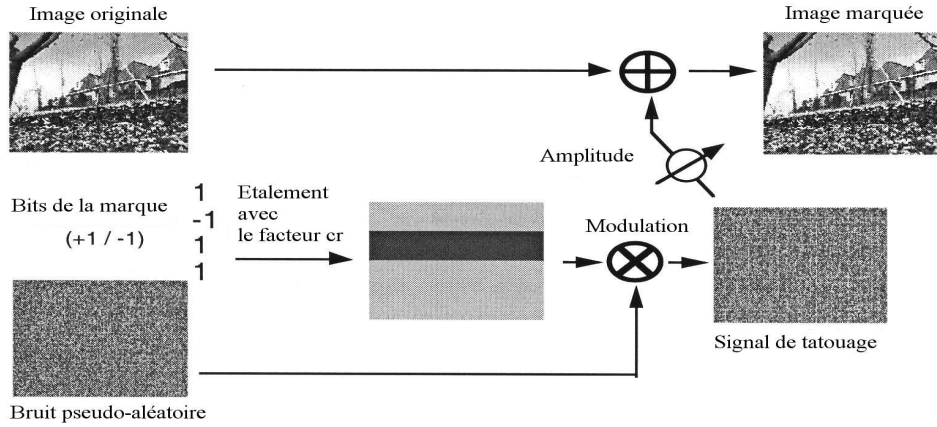 Image originale
Image marquée
Amplitude
Bits de la marque
(+1 / -1)
1
-1
1
1
Etalement
avec
le facteur cr
Modulation
Signal de tatouage
Bruit pseudo-aléatoire